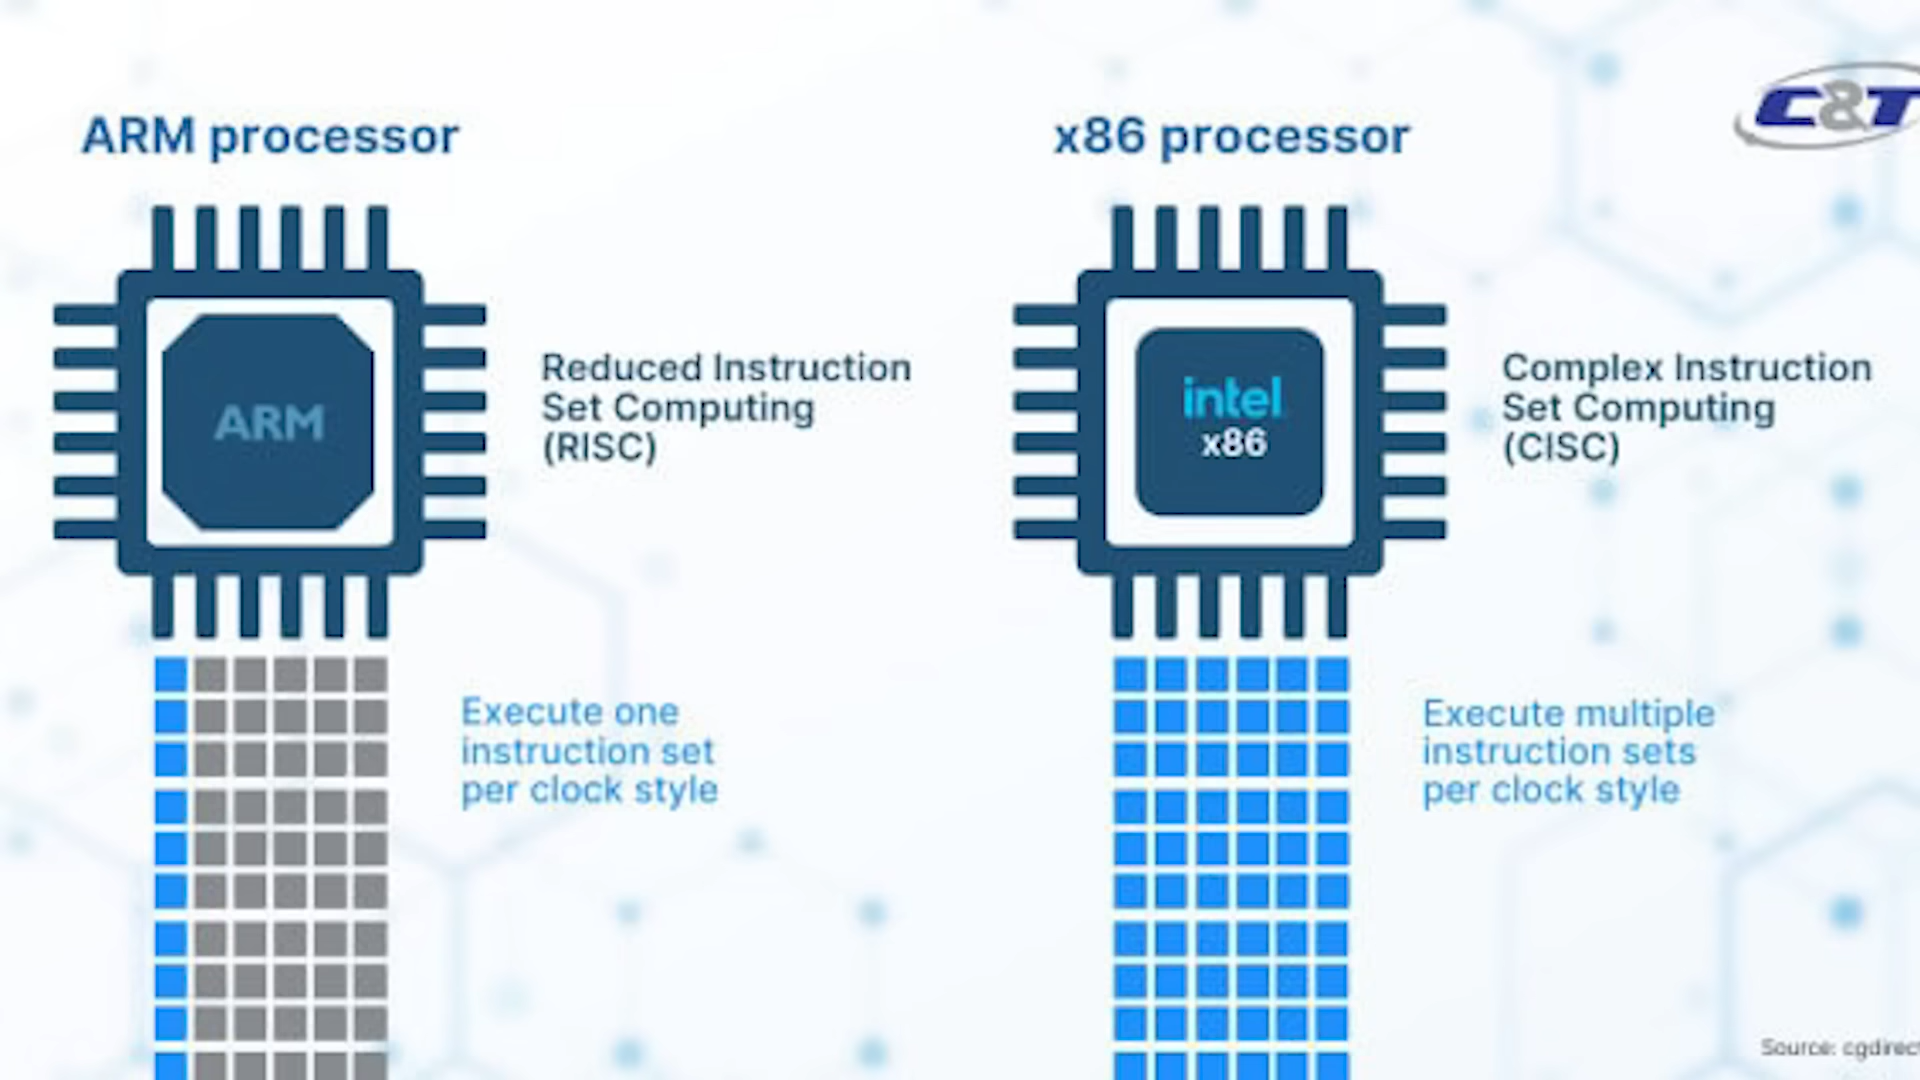 ARM processor
x86 processor
C&T
ARM
Reduced Instruction
Set Computing
(RISC)
intel
x86
Complex Instruction
Set Computing
(CISC)
Execute one
instruction set
per clock style
Execute multiple
instruction sets
per clock style
Source: cgdirect